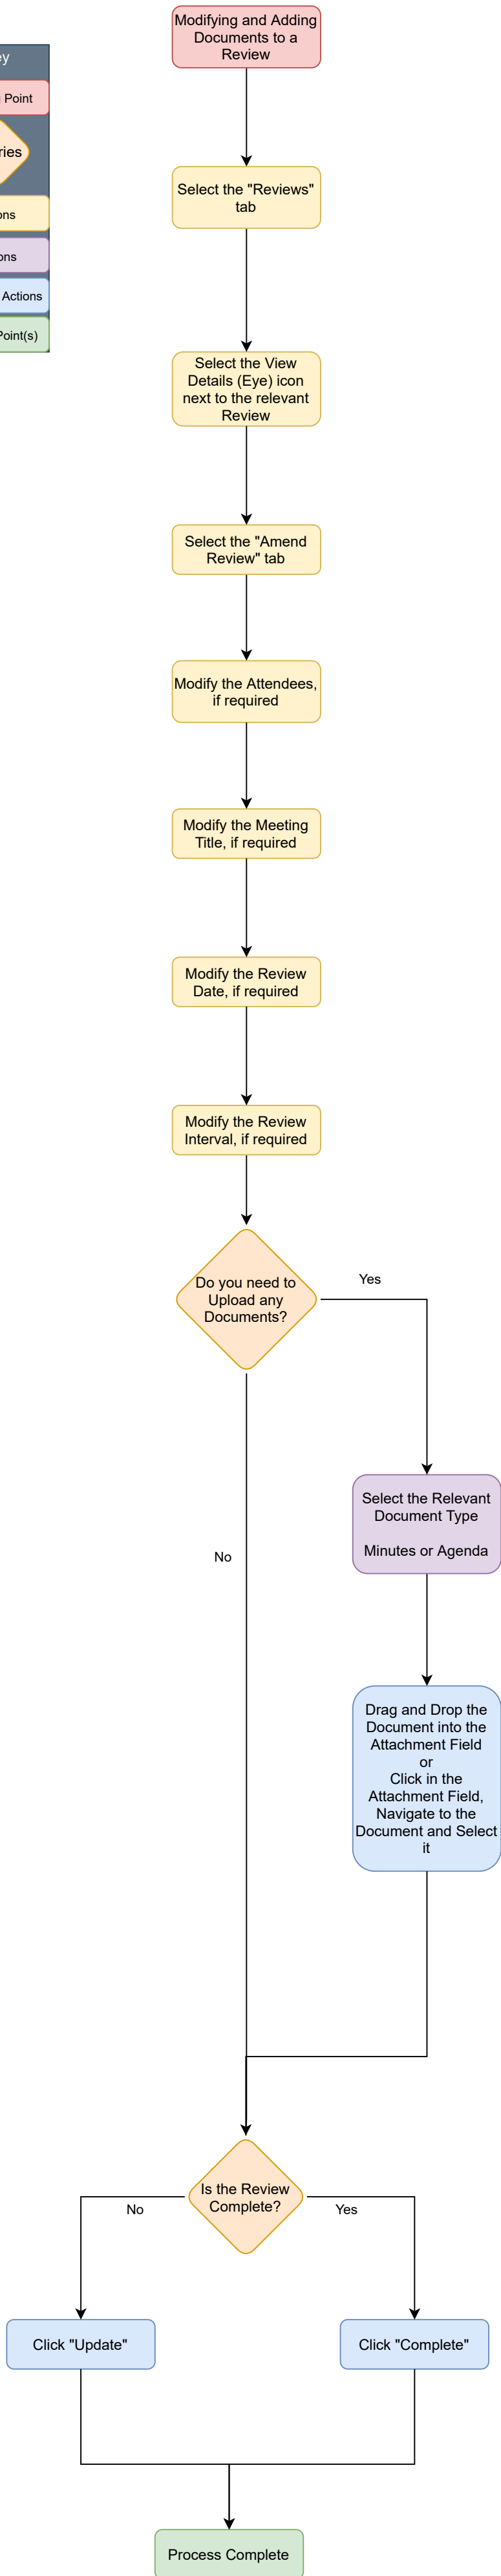 Modifying and Adding
Documents to a
Review
Point
Select the "Reviews"
tab
Actions
Point(s)
Select the View
Details (Eye) icon
next to the relevant
Review
Select the "Amend
Review" tab
Modify the Attendees,
if required
Modify the Meeting
Title, if required
Modify the Review
Date, if required
Modify the Review
Interval, if required
Do you need to
Upload any
Documents?
Yes
Select the Relevant
Document Type
Minutes or Agenda
No
Drag and Drop the
Document into the
Attachment Field
or
Click in the
Attachment Field,
Navigate to the
Document and Select
it
Is the Review
Complete?
No
Yes
Click "Update"
Click "Complete"
Process Complete